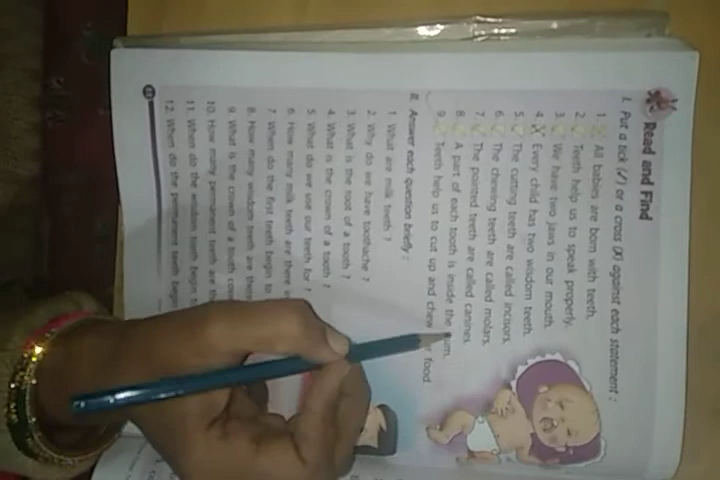 Read and Find
I. Put a tick (✓) or a cross (X) against each statement :
1. All babies are born with teeth.
2. Teeth help us to speak properly.
3. We have two jaws in our mouth.
4. Every child has two wisdom teeth.
5. The cutting teeth are called incisors.
6. The chewing teeth are called molars.
7. The pointed teeth are called canines.
8. A part of each tooth is inside the gum.
9. Teeth help us to cut up and chew food.
II. Answer each question briefly :
1. What are milk teeth ?
2. Why do we have toothache ?
3. What is the root of a tooth ?
4. What is the crown of a tooth ?
5. What do we use our teeth for ?
6. How many milk teeth are there
7. When do the first teeth begin to
8. How many wisdom teeth are
9. What is the crown of a tooth
10. How many permanent teeth are
11. When do the wisdom teeth begin
12. When do the permanent teeth begin